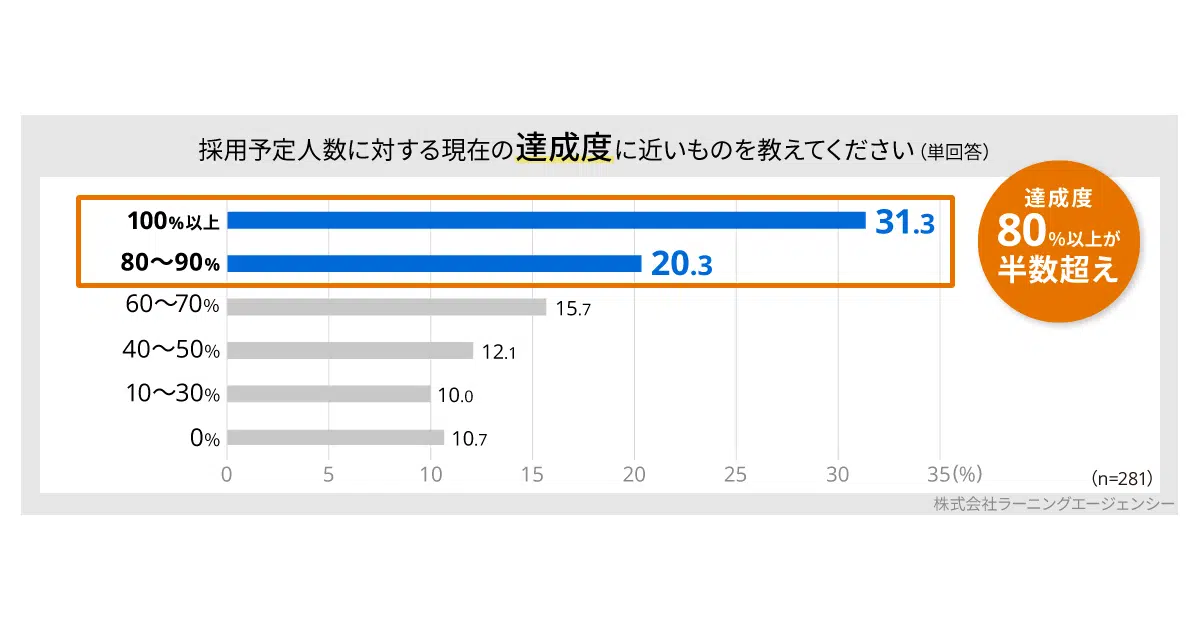 採用予定人数に対する現在の達成度に近いものを教えてください（単回答）
達成度
80%以上が
半数超え
100%以上 31.3
80〜90% 20.3
60〜70% 15.7
40〜50% 12.1
10〜30% 10.0
0% 10.7
0 5 10 15 20 25 30 35(%)
（n=281）
株式会社ラーニングエージェンシー